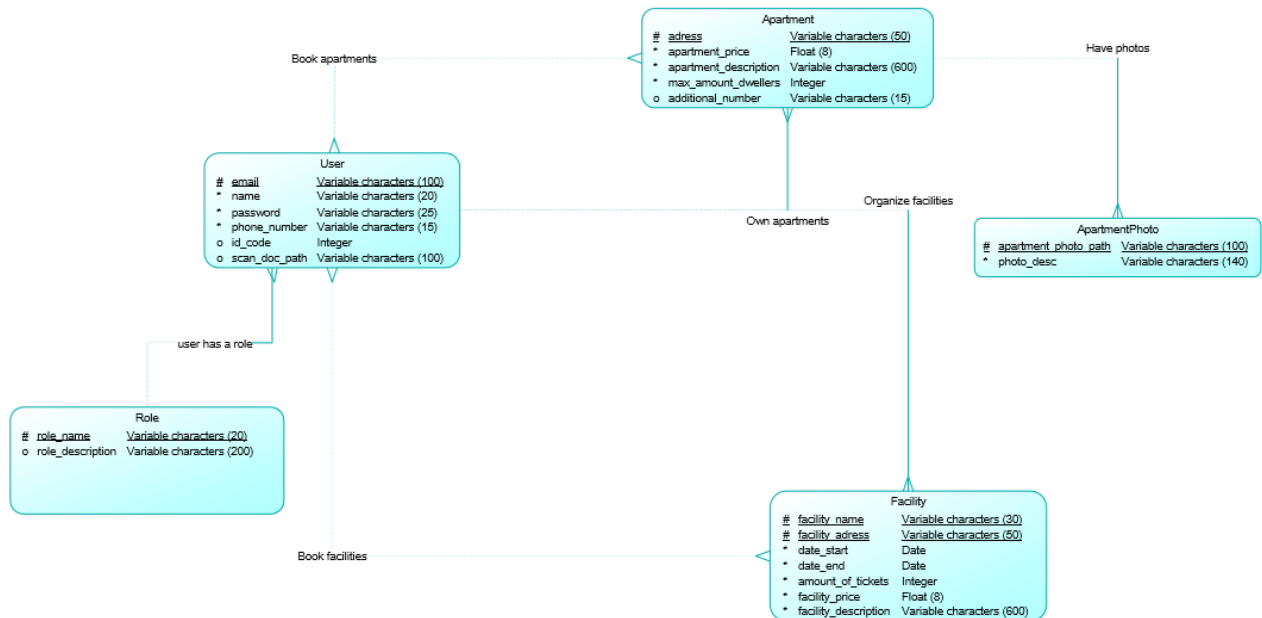 Apartment
# adress Variable characters (50)
* apartment_price Float (8)
* apartment_description Variable characters (600)
* max_amount_dwellers Integer
o additional_number Variable characters (15)
Have photos
Book apartments
User
# email Variable characters (100)
* name Variable characters (20)
* password Variable characters (25)
* phone_number Variable characters (15)
o id_code Integer
o scan_doc_path Variable characters (100)
Organize facilities
Own apartments
ApartmentPhoto
# apartment_photo_path Variable characters (100)
* photo_desc Variable characters (140)
user has a role
Role
# role_name Variable characters (20)
o role_description Variable characters (200)
Facility
# facility_name Variable characters (30)
# facility_adress Variable characters (50)
* date_start Date
* date_end Date
* amount_of_tickets Integer
* facility_price Float (8)
* facility_description Variable characters (600)
Book facilities